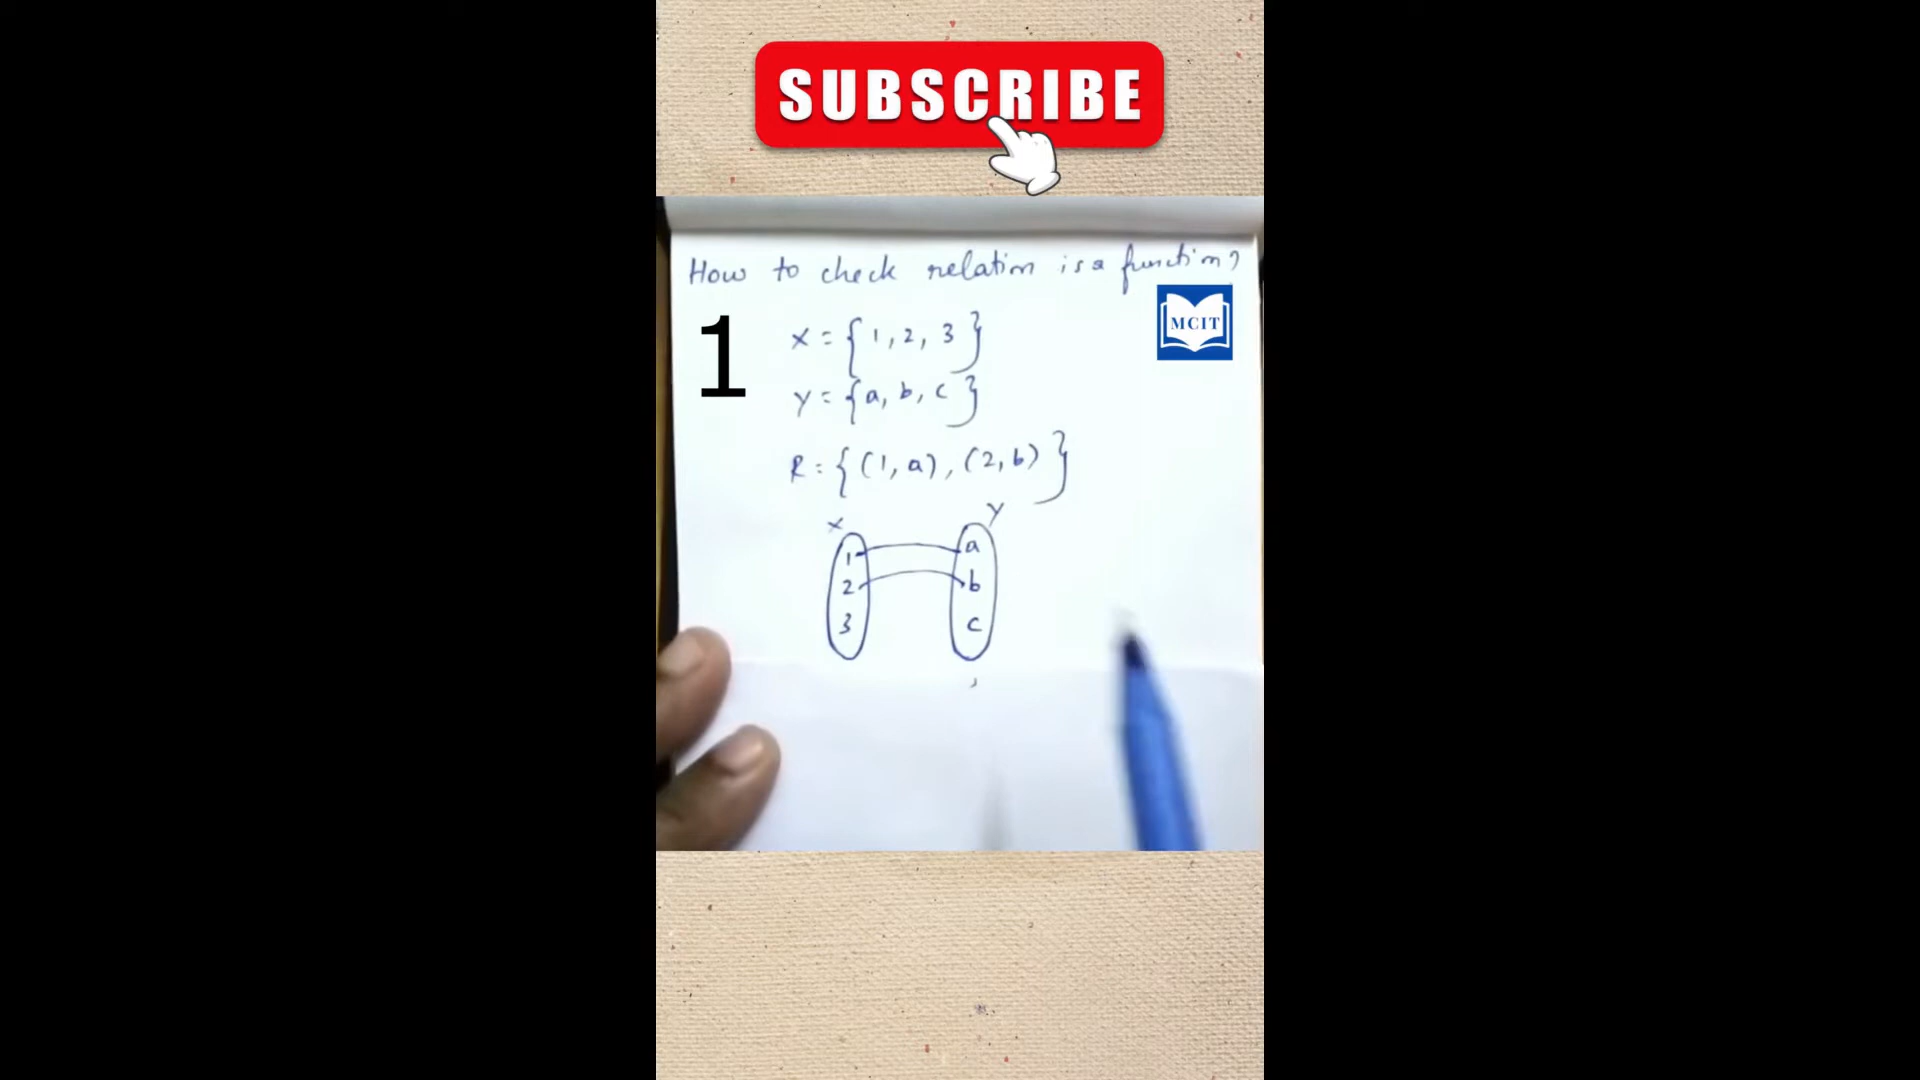 SUBSCRIBE
How to check relation is a function?
MCIT
1
X = {1, 2, 3}
Y = {a, b, c}
R = {(1, a), (2, b)}
X Y
1 a
2 b
3 c